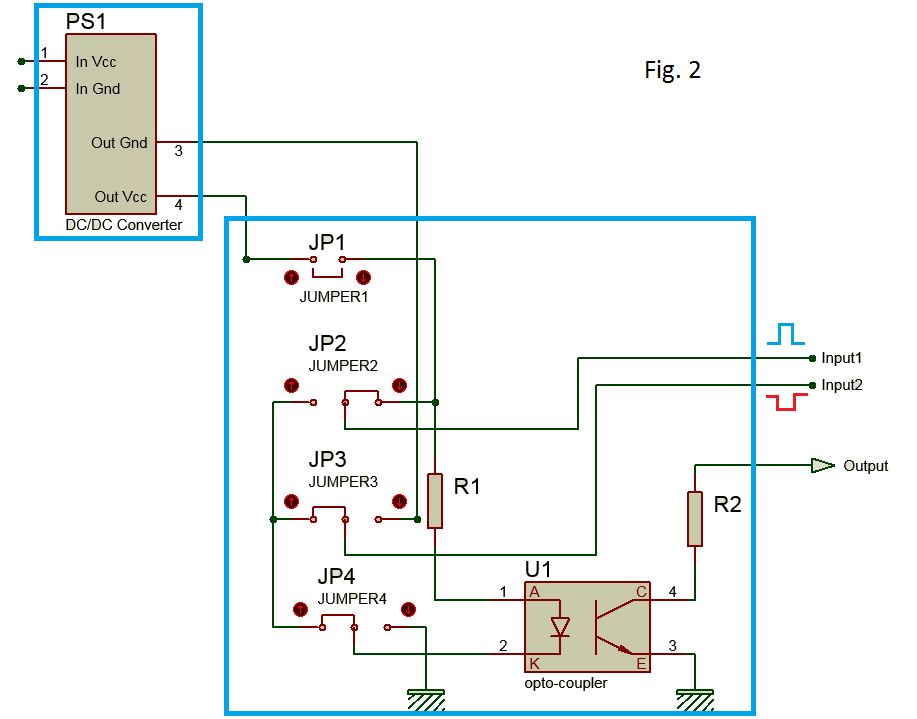 PS1
Fig. 2
1
In Vcc
2
In Gnd
Out Gnd
3
Out Vcc
4
DC/DC Converter
JP1
JUMPER1
JP2
JUMPER2
Input1
Input2
JP3
JUMPER3
R1
Output
R2
JP4
JUMPER4
U1
1
A
C
4
2
K
E
3
opto-coupler